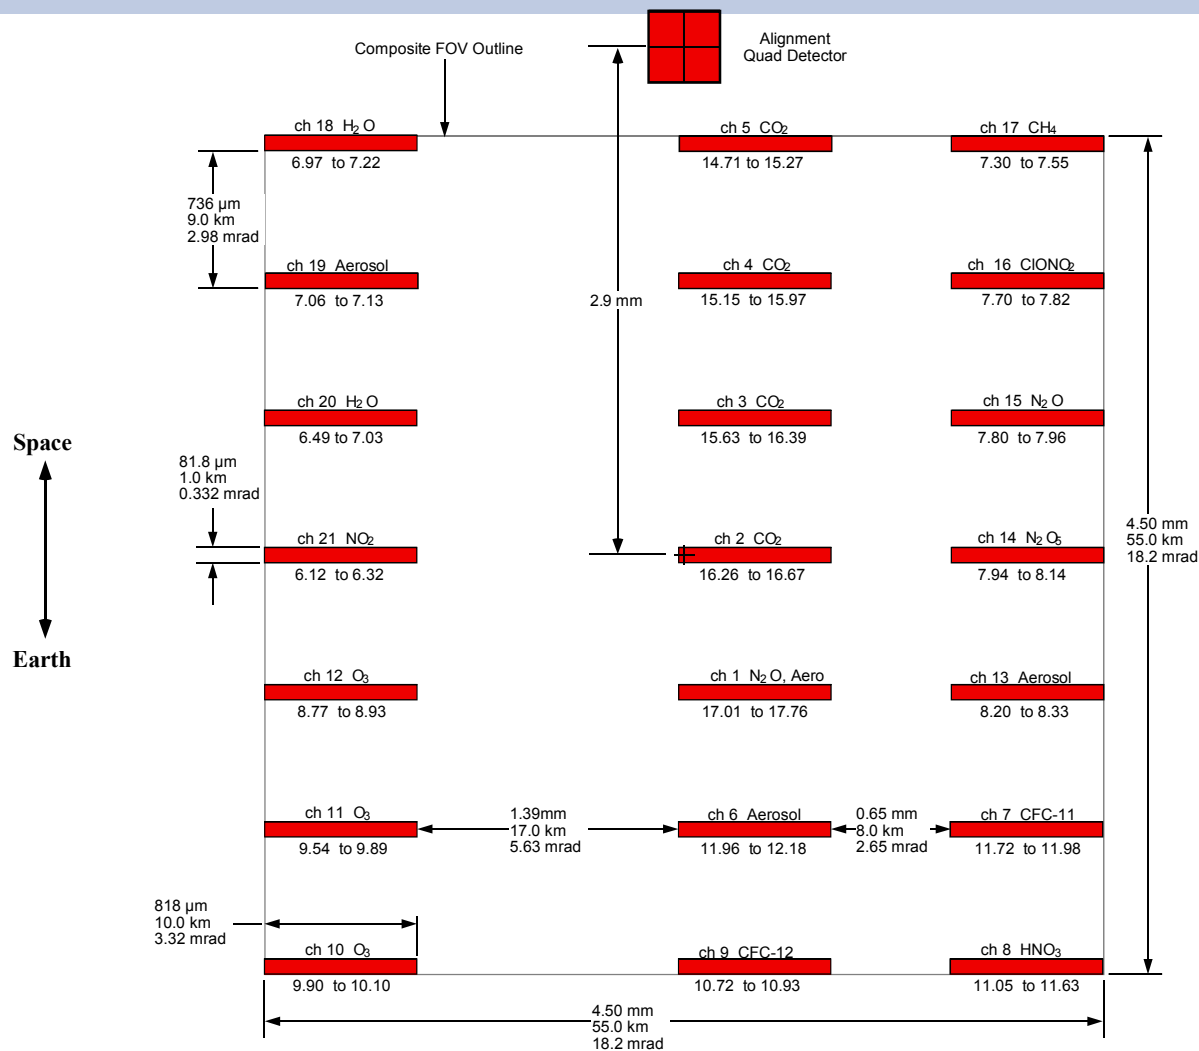 Composite FOV Outline
Alignment
Quad Detector
ch 18 H₂O
6.97 to 7.22
ch 5 CO₂
14.71 to 15.27
ch 17 CH₄
7.30 to 7.55
736 µm
9.0 km
2.98 mrad
ch 19 Aerosol
7.06 to 7.13
ch 4 CO₂
15.15 to 15.97
ch 16 ClONO₂
7.70 to 7.82
2.9 mm
ch 20 H₂O
6.49 to 7.03
ch 3 CO₂
15.63 to 16.39
ch 15 N₂O
7.80 to 7.96
Space
Earth
81.8 µm
1.0 km
0.332 mrad
ch 21 NO₂
6.12 to 6.32
ch 2 CO₂
16.26 to 16.67
ch 14 N₂O₅
7.94 to 8.14
4.50 mm
55.0 km
18.2 mrad
ch 12 O₃
8.77 to 8.93
ch 1 N₂O, Aero
17.01 to 17.76
ch 13 Aerosol
8.20 to 8.33
ch 11 O₃
9.54 to 9.89
1.39mm
17.0 km
5.63 mrad
ch 6 Aerosol
11.96 to 12.18
0.65 mm
8.0 km
2.65 mrad
ch 7 CFC-11
11.72 to 11.98
818 µm
10.0 km
3.32 mrad
ch 10 O₃
9.90 to 10.10
ch 9 CFC-12
10.72 to 10.93
ch 8 HNO₃
11.05 to 11.63
4.50 mm
55.0 km
18.2 mrad